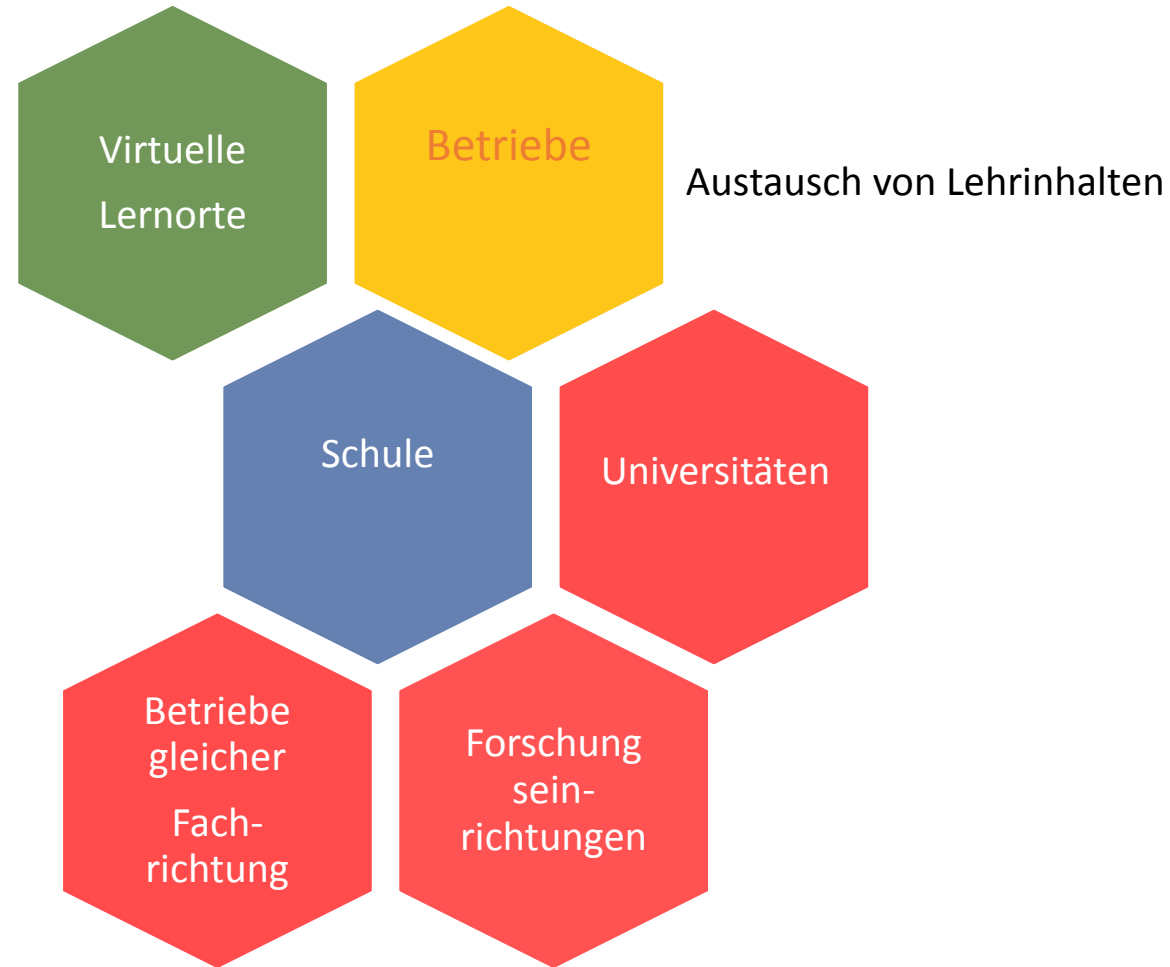 Virtuelle
Lernorte
Betriebe
Austausch von Lehrinhalten
Schule
Universitäten
Betriebe
gleicher
Fach-
richtung
Forschung
sein-
richtungen